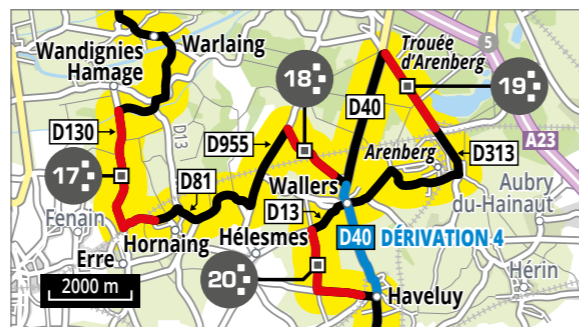 Wandignies
Hamage
Warlaing
18
Trouée
d'Arenberg
5
19
D40
D130
D13
D955
Arenberg
D313
A23
17
D81
Wallers
Aubry
du-Hainaut
Fenain
D13
Hornaing
Hélesmes
D40 DÉRIVATION 4
Erre
20
Hérin
2000 m
Haveluy